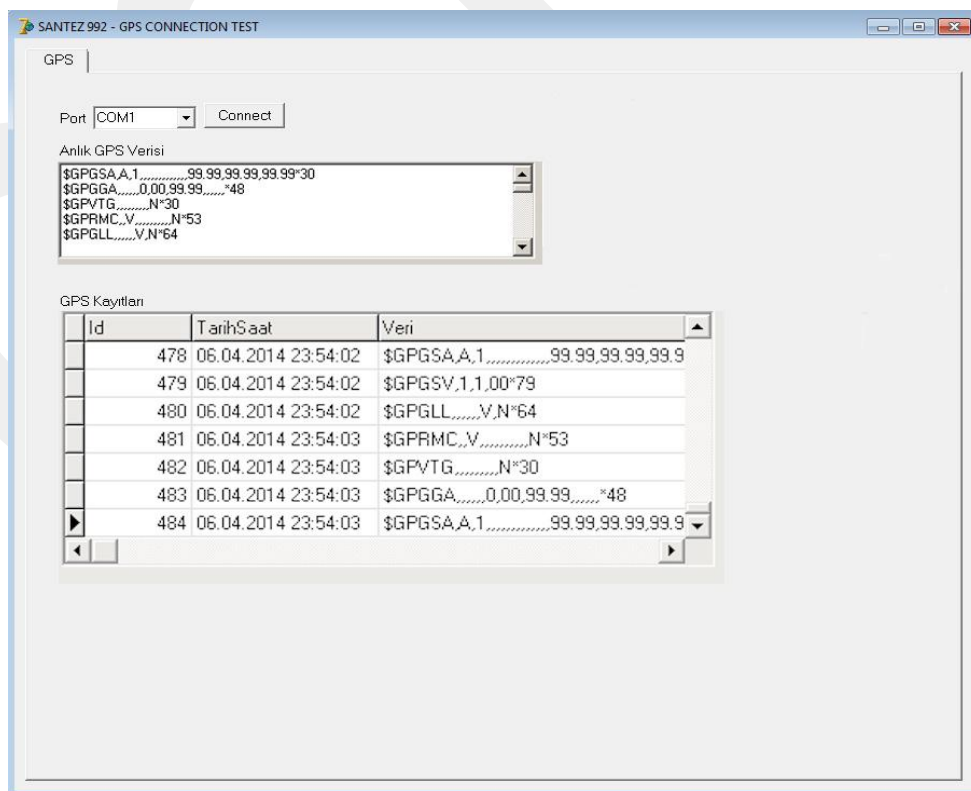 SANTEZ 992 - GPS CONNECTION TEST
GPS
Port COM1 Connect
Anlık GPS Verisi
$GPGSA,A,1,,,,,,,,,,,,,99.99,99.99,99.99*30
$GPGGA,,,,,,0,00,99.99,,,,,,*48
$GPVTG,,,,,,,,,N*30
$GPRMC,,V,,,,,,,,,,N*53
$GPGLL,,,,,,V,N*64
GPS Kayıtları
Id TarihSaat Veri
478 06.04.2014 23:54:02 $GPGSA,A,1,,,,,,,,,,,,,99.99,99.99,99.9
479 06.04.2014 23:54:02 $GPGSV,1,1,00*79
480 06.04.2014 23:54:02 $GPGLL,,,,,,V,N*64
481 06.04.2014 23:54:03 $GPRMC,,V,,,,,,,,,,N*53
482 06.04.2014 23:54:03 $GPVTG,,,,,,,,,N*30
483 06.04.2014 23:54:03 $GPGGA,,,,,,0,00,99.99,,,,,,*48
484 06.04.2014 23:54:03 $GPGSA,A,1,,,,,,,,,,,,,99.99,99.99,99.9